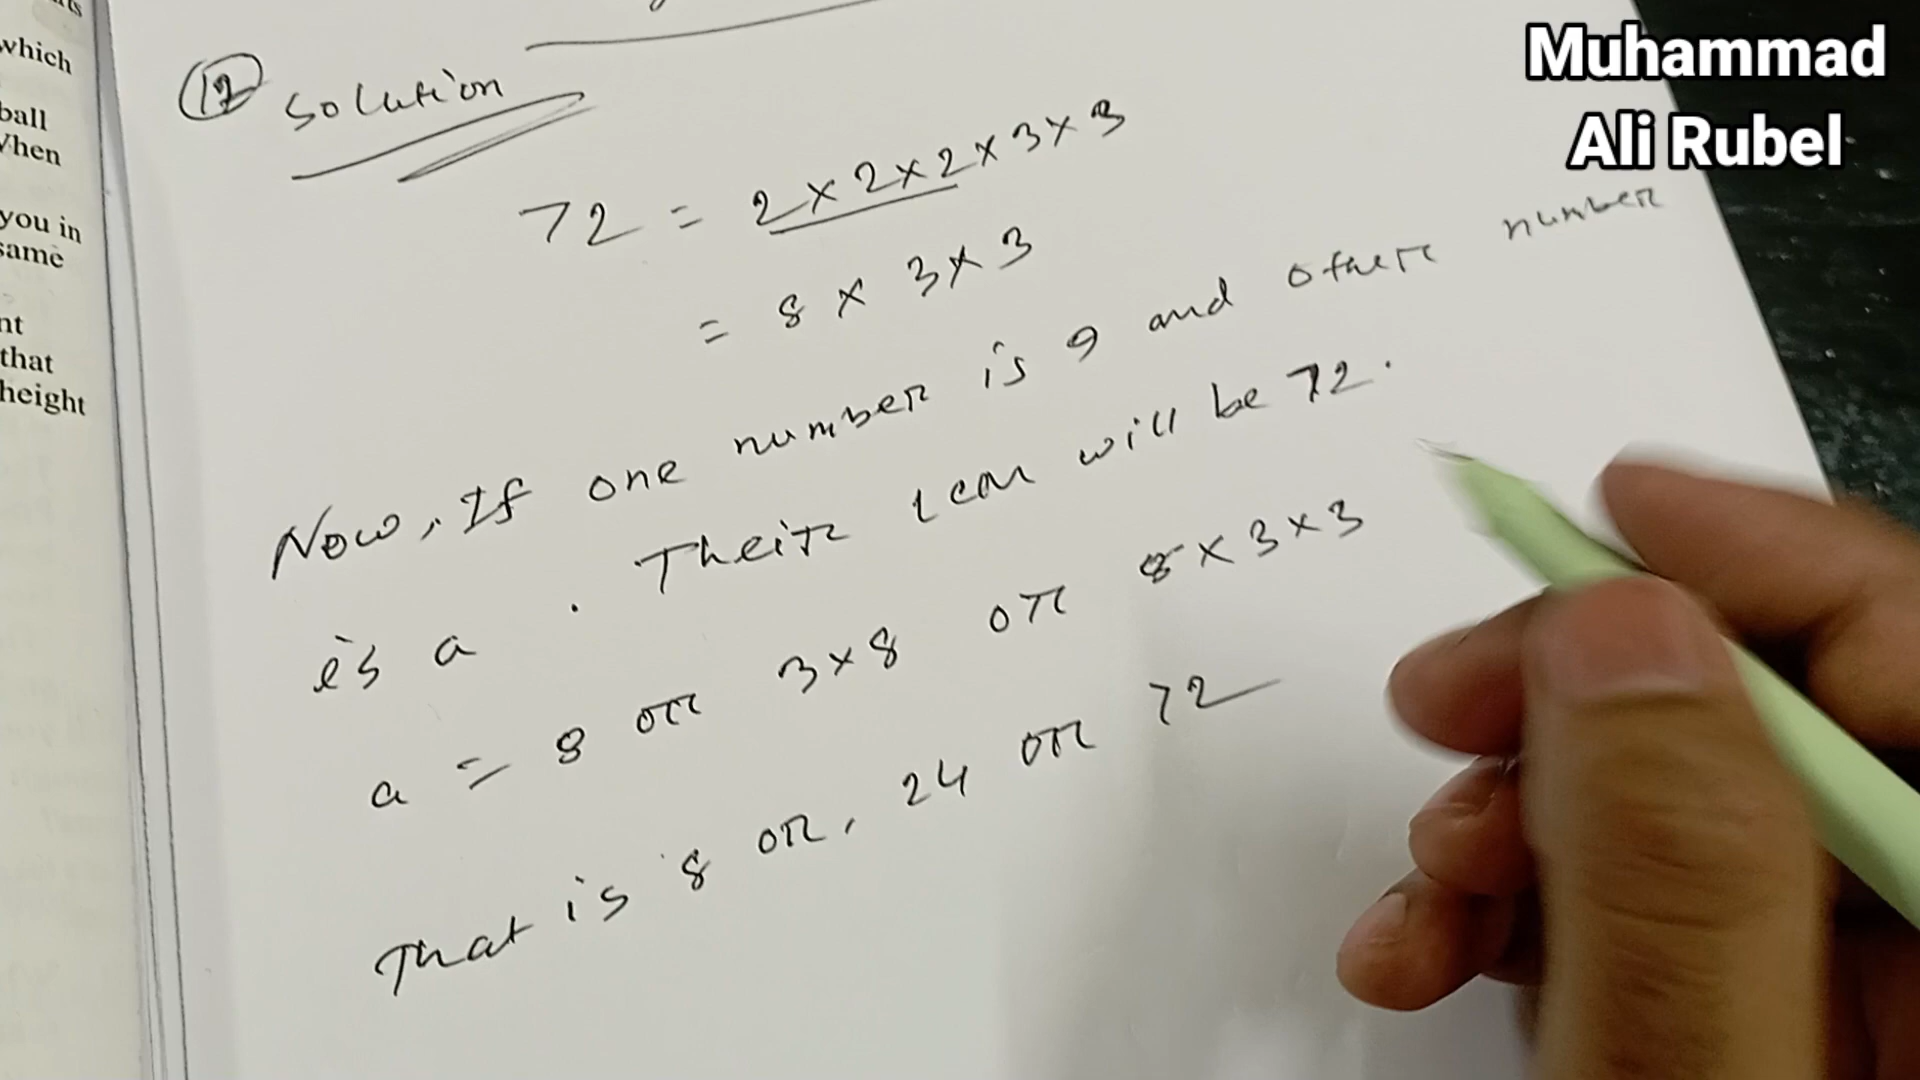 which
ball
When
you in
same
nt
that
height
Muhammad
Ali Rubel
12 Solution
72 = 2 × 2 × 2 × 3 × 3
= 8 × 3 × 3
Now, If one number is 9 and other number
is a . Their LCM will be 72.
a = 8 or 3 × 8 or 8 × 3 × 3
That is 8 or, 24 or 72